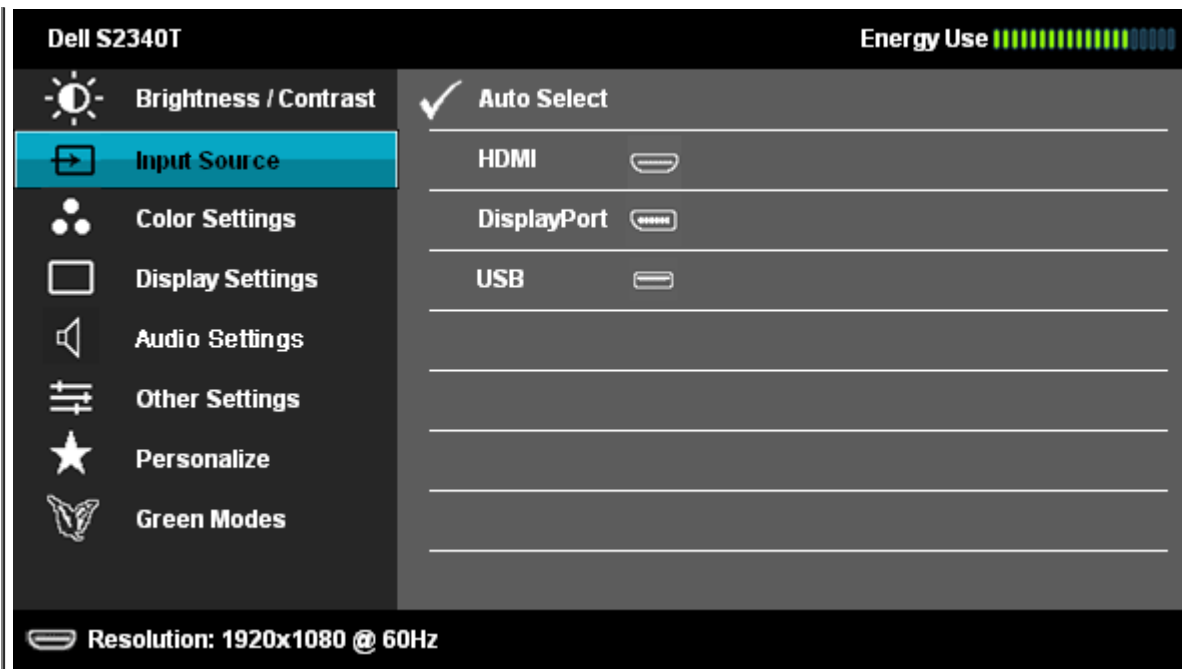 Dell S2340T Energy Use
Brightness / Contrast Auto Select
Input Source HDMI
Color Settings DisplayPort
Display Settings USB
Audio Settings
Other Settings
Personalize
Green Modes
Resolution: 1920x1080 @ 60Hz